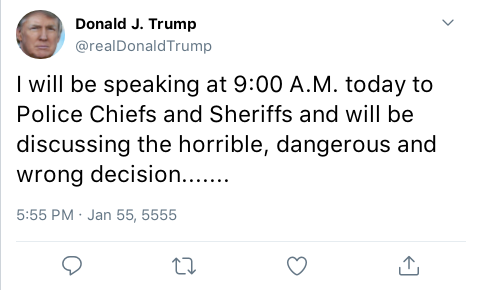 Donald J. Trump
@realDonaldTrump
I will be speaking at 9:00 A.M. today to
Police Chiefs and Sheriffs and will be
discussing the horrible, dangerous and
wrong decision.......
5:55 PM · Jan 55, 5555